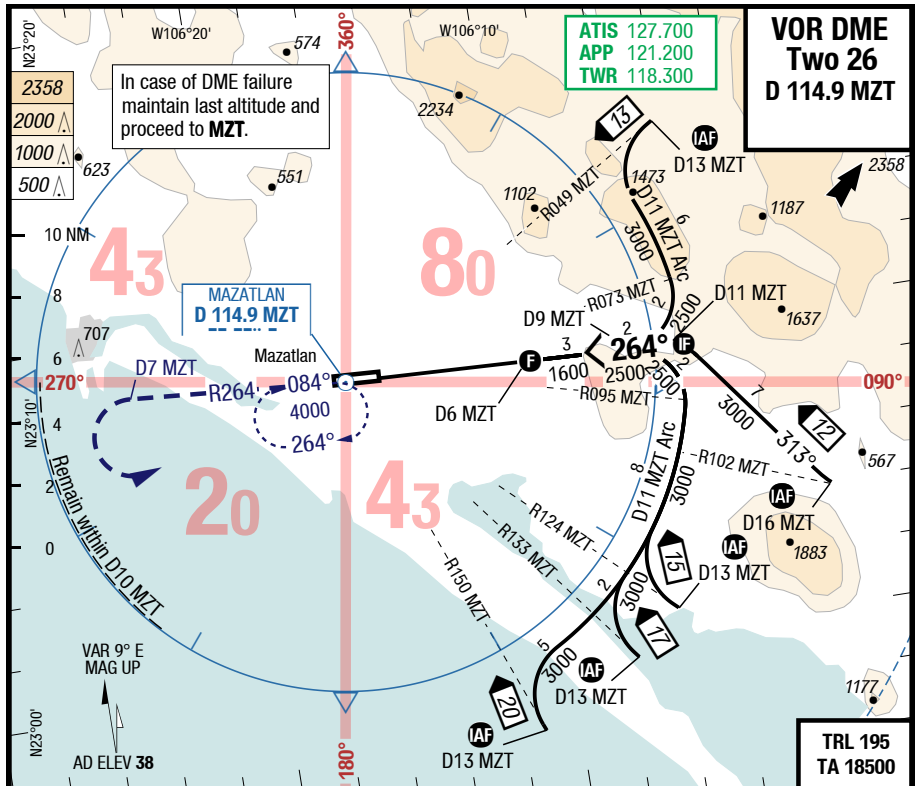 N23°20'
W106°20'
360°
W106°10'
574
ATIS 127.700
APP 121.200
TWR 118.300
VOR DME
Two 26
D 114.9 MZT
2358
2000
1000
500
In case of DME failure
maintain last altitude and
proceed to MZT.
2234
13
IAF
D13 MZT
2358
623
551
1102
R049 MZT
1473
D11 MZT Arc
6
3000
1187
10 NM
43
80
8
MAZATLAN
D 114.9 MZT
R073 MZT
2
2500
D11 MZT
1637
707
D9 MZT
2
264°
IF
6
D7 MZT
Mazatlan
F
3
1600
2500
2
2500
270°
R264
084°
090°
4000
264°
D6 MZT
R095 MZT
7
3000
313°
12
N23°10'
4
567
Remain within D10 MZT
2
20
43
8
D11 MZT Arc
3000
R102 MZT
IAF
D16 MZT
0
R124 MZT
R133 MZT
15
IAF
D13 MZT
1883
R150 MZT
2
3000
17
5
3000
IAF
D13 MZT
VAR 9° E
MAG UP
20
1177
N23°00'
AD ELEV 38
180°
IAF
D13 MZT
TRL 195
TA 18500